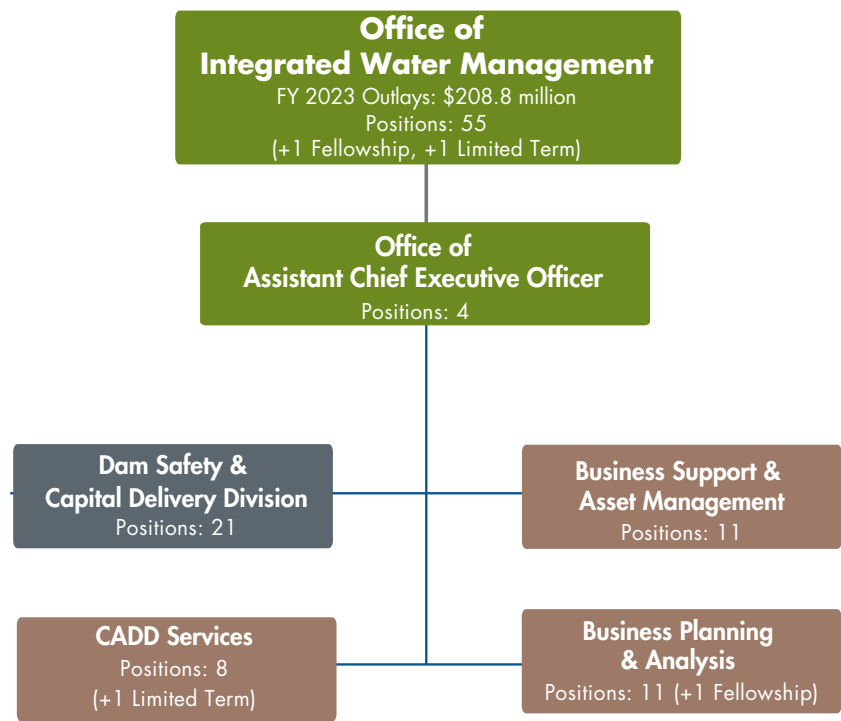 Office of
Integrated Water Management
FY 2023 Outlays: $208.8 million
Positions: 55
(+1 Fellowship, +1 Limited Term)
Office of
Assistant Chief Executive Officer
Positions: 4
Dam Safety &
Capital Delivery Division
Positions: 21
Business Support &
Asset Management
Positions: 11
CADD Services
Positions: 8
(+1 Limited Term)
Business Planning
& Analysis
Positions: 11 (+1 Fellowship)